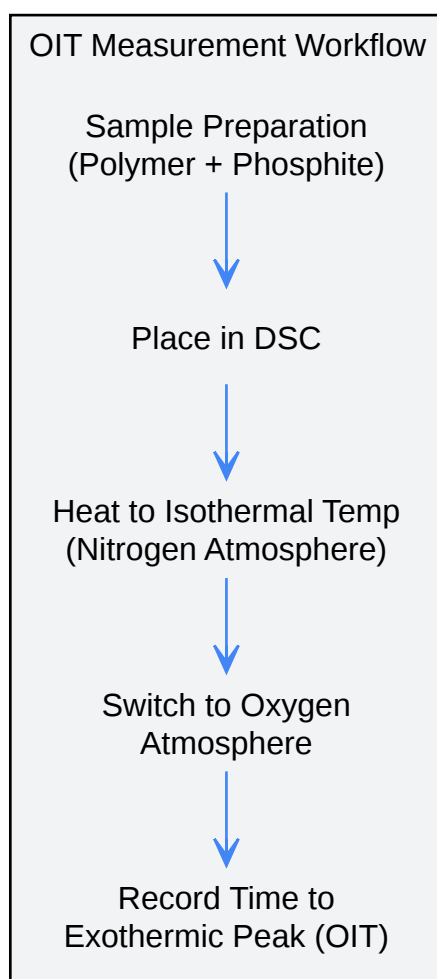 OIT Measurement Workflow
Sample Preparation
(Polymer + Phosphite)
Place in DSC
Heat to Isothermal Temp
(Nitrogen Atmosphere)
Switch to Oxygen
Atmosphere
Record Time to
Exothermic Peak (OIT)